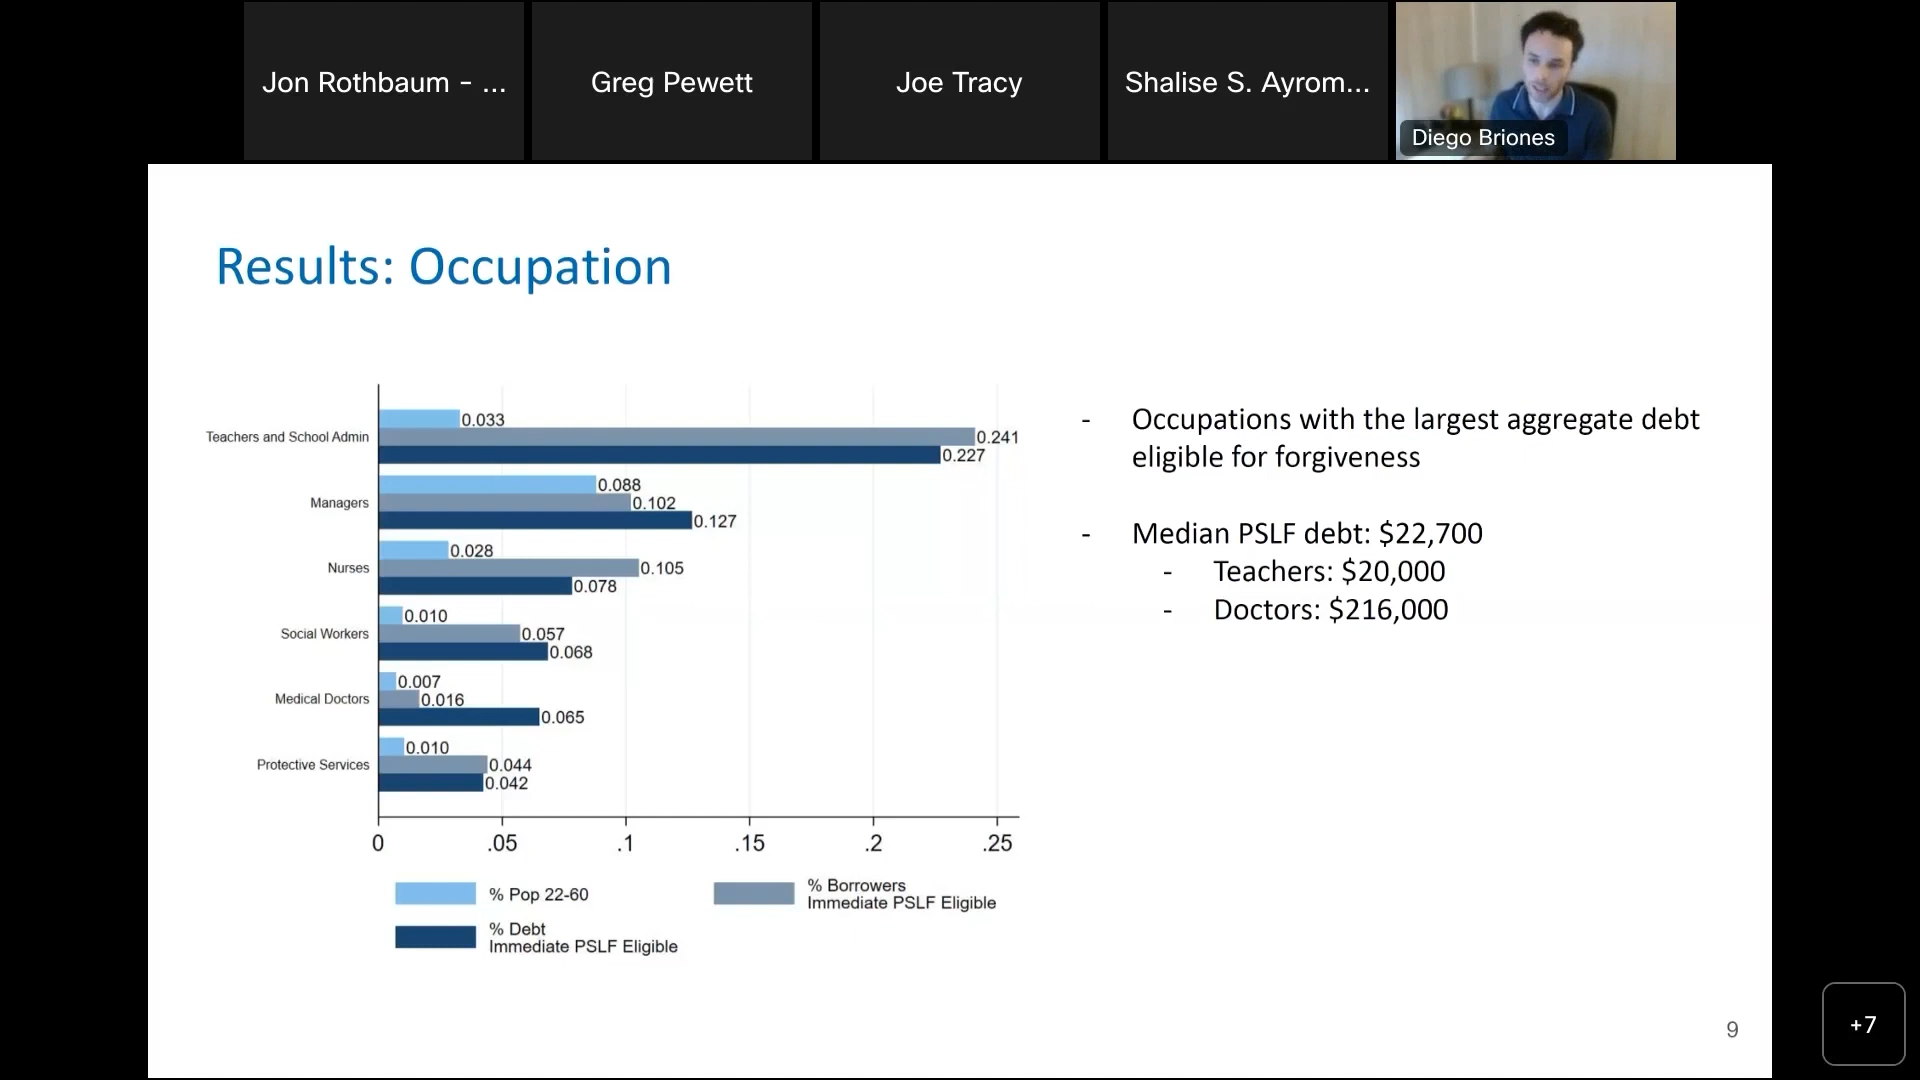 Jon Rothbaum - ...
Greg Pewett
Joe Tracy
Shalise S. Ayrom...
Diego Briones
Results: Occupation
Teachers and School Admin
0.033
0.241
0.227
Managers
0.088
0.102
0.127
Nurses
0.028
0.105
0.078
Social Workers
0.010
0.057
0.068
Medical Doctors
0.007
0.016
0.065
Protective Services
0.010
0.044
0.042
0 .05 .1 .15 .2 .25
% Pop 22-60
% Borrowers
Immediate PSLF Eligible
% Debt
Immediate PSLF Eligible
- Occupations with the largest aggregate debt
eligible for forgiveness
- Median PSLF debt: $22,700
- Teachers: $20,000
- Doctors: $216,000
9
+7